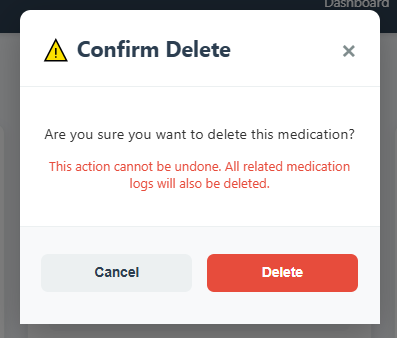 Dashboard
Confirm Delete
×
Are you sure you want to delete this medication?
This action cannot be undone. All related medication
logs will also be deleted.
Cancel
Delete